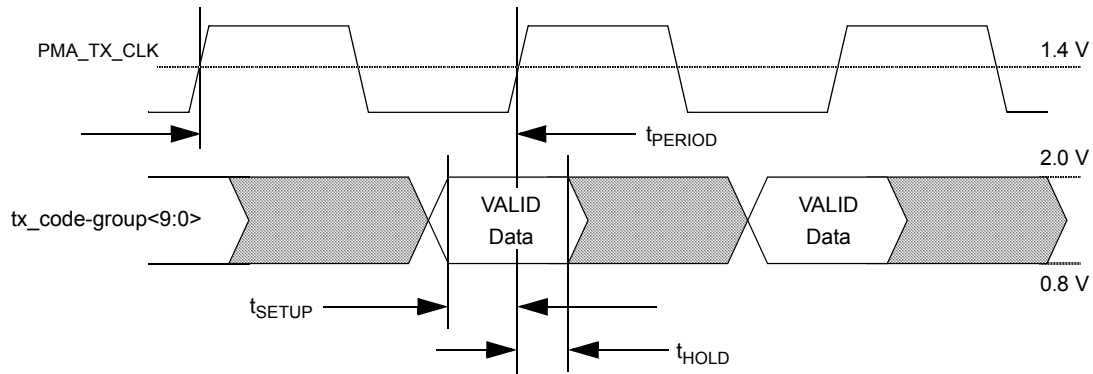 PMA_TX_CLK
1.4 V
tPERIOD
2.0 V
tx_code-group<9:0>
VALID
Data
VALID
Data
0.8 V
tSETUP
tHOLD